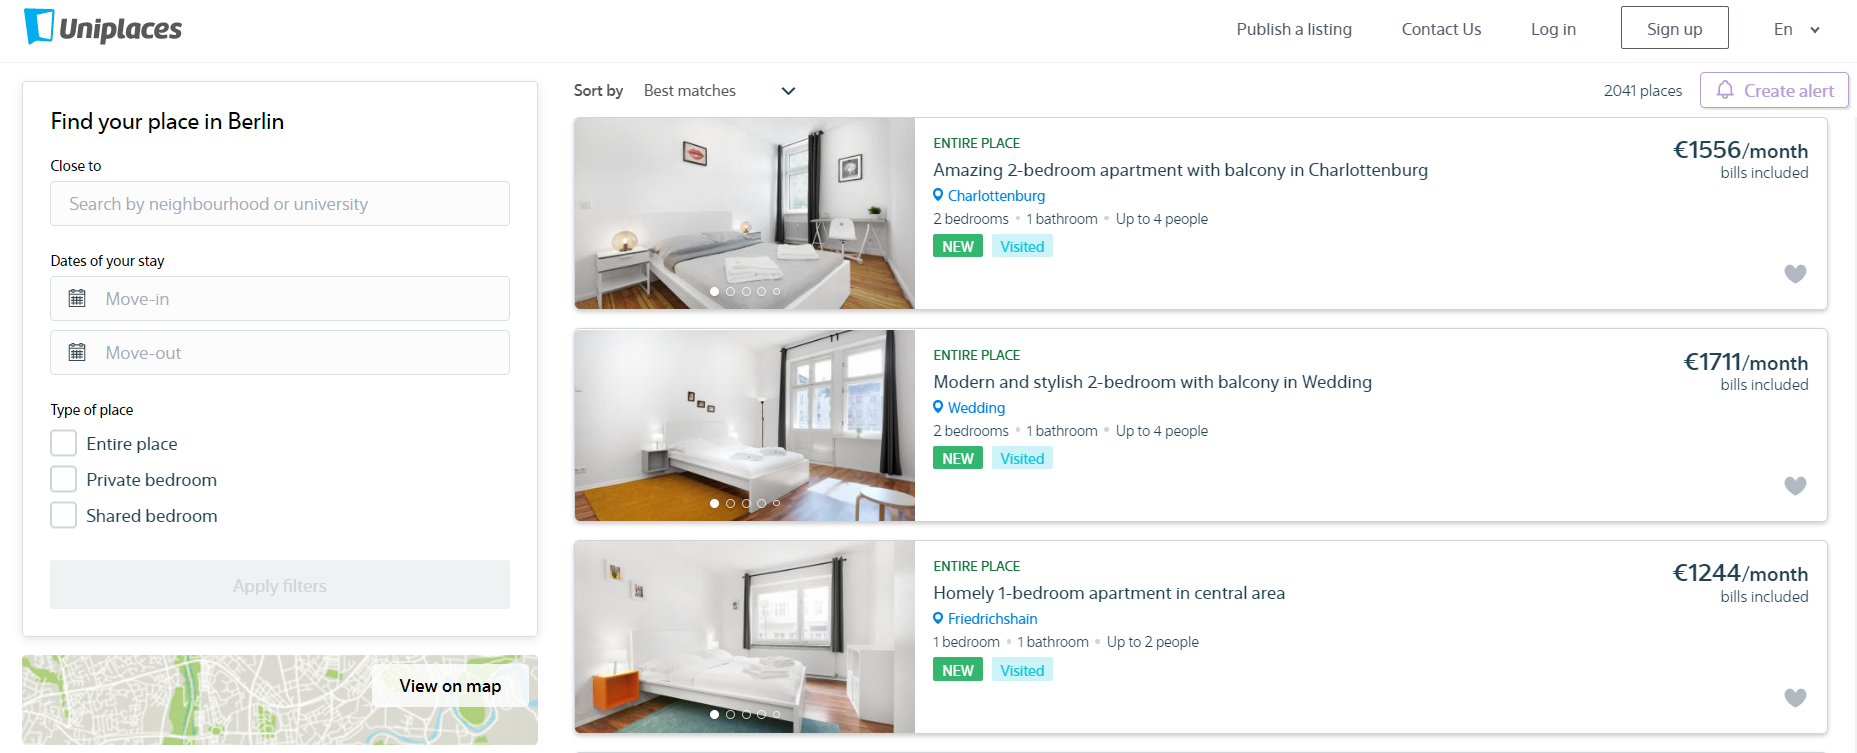 Uniplaces
Publish a listing
Contact Us
Log in
Sign up
En
Find your place in Berlin
Close to
Search by neighbourhood or university
Dates of your stay
Move-in
Move-out
Type of place
Entire place
Private bedroom
Shared bedroom
Apply filters
View on map
Sort by Best matches
2041 places
Create alert
ENTIRE PLACE
Amazing 2-bedroom apartment with balcony in Charlottenburg
Charlottenburg
2 bedrooms • 1 bathroom • Up to 4 people
NEW Visited
€1556/month
bills included
ENTIRE PLACE
Modern and stylish 2-bedroom with balcony in Wedding
Wedding
2 bedrooms • 1 bathroom • Up to 4 people
NEW Visited
€1711/month
bills included
ENTIRE PLACE
Homely 1-bedroom apartment in central area
Friedrichshain
1 bedroom • 1 bathroom • Up to 2 people
NEW Visited
€1244/month
bills included